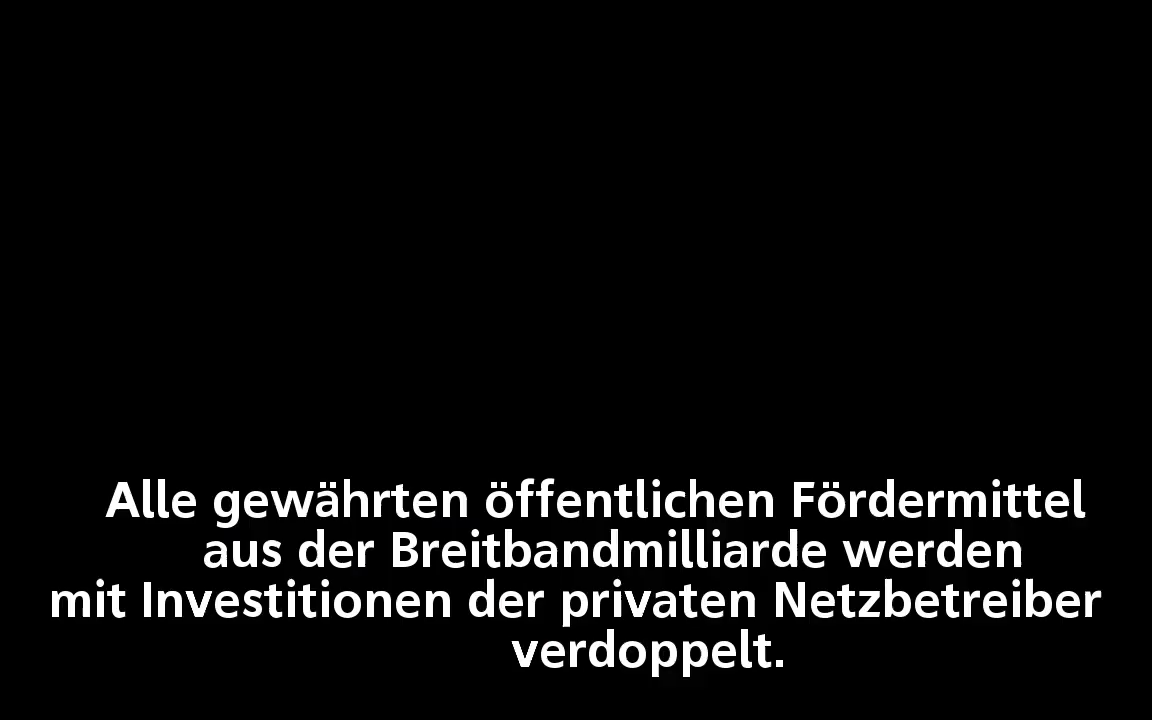 Alle gewährten öffentlichen Fördermittel
aus der Breitbandmilliarde werden
mit Investitionen der privaten Netzbetreiber
verdoppelt.